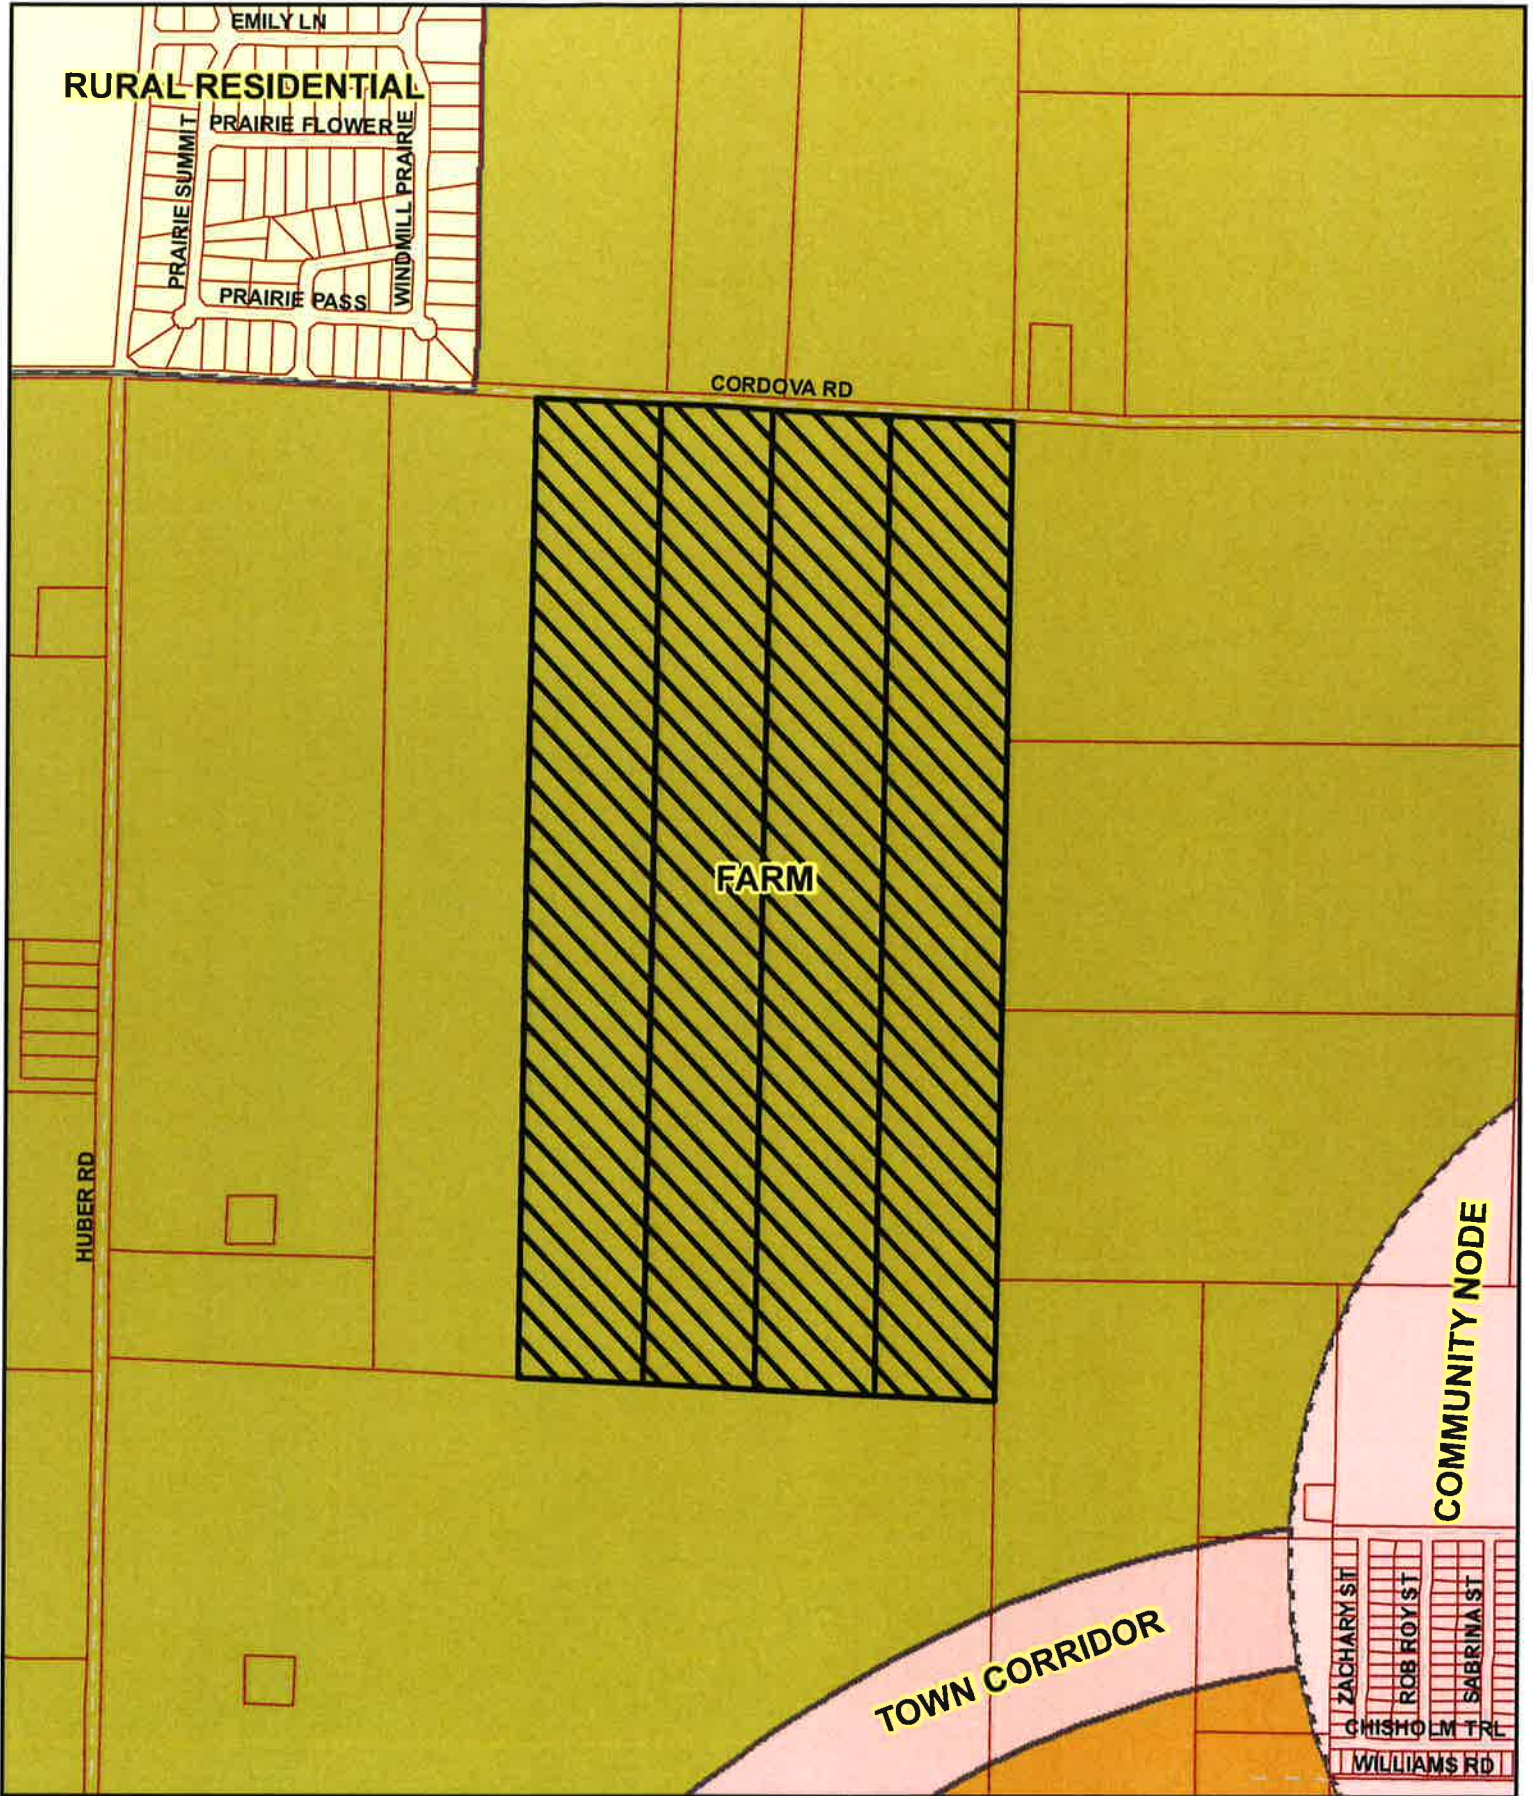 EMILY LN
RURAL RESIDENTIAL
PRAIRIE FLOWER
PRAIRIE SUMMIT
WINDMILL PRAIRIE
PRAIRIE PASS
CORDOVA RD
FARM
HUBER RD
COMMUNITY NODE
TOWN CORRIDOR
ZACHARY ST
ROB ROY ST
SABRINA ST
CHISHOLM TRL
WILLIAMS RD